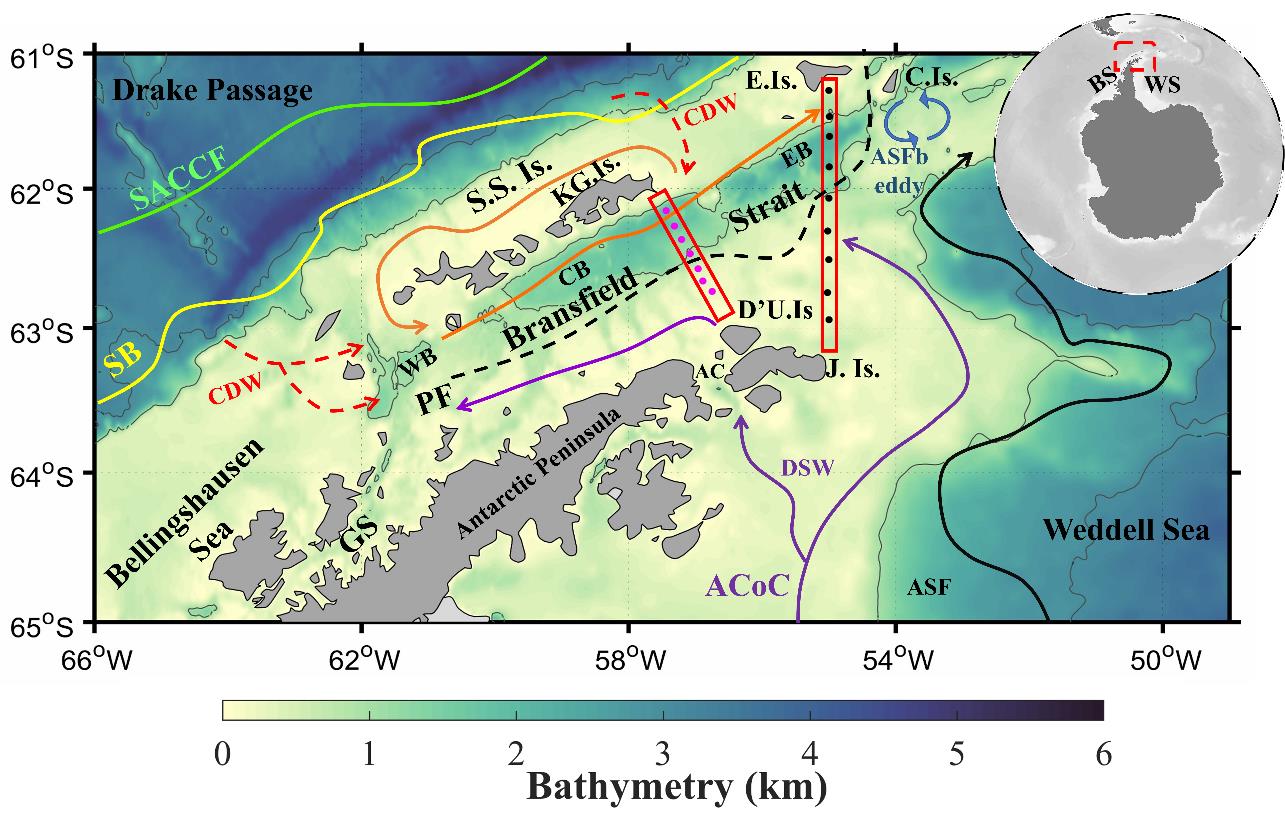 61°S
62°S
63°S
64°S
65°S
66°W
62°W
58°W
54°W
50°W
Drake Passage
SACCF
SB
CDW
CDW
S.S. Is.
KG.Is.
E.Is.
C.Is.
BS
WS
ASFb
eddy
EB
Strait
CB
Bransfield
WB
PF
D'U.Is
AC
J. Is.
Bellingshausen
Sea
GS
Antarctic Peninsula
DSW
ACoC
ASF
Weddell Sea
0 1 2 3 4 5 6
Bathymetry (km)